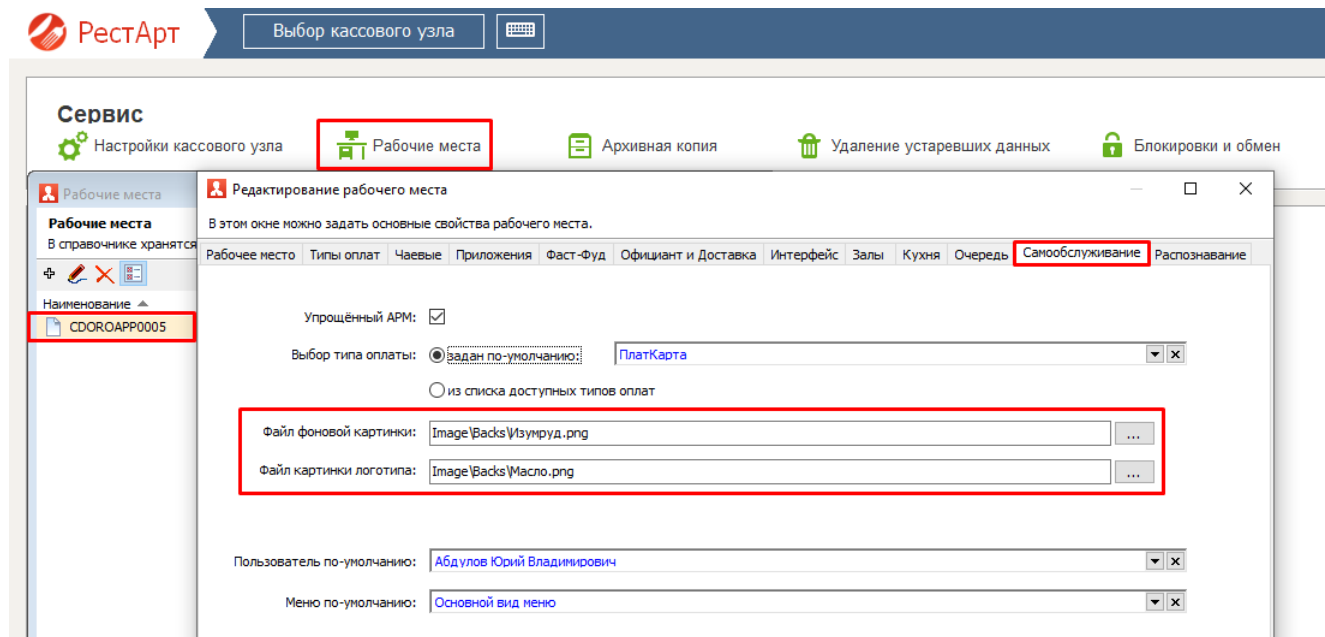 РестАрт
Выбор кассового узла
Сервис
Настройки кассового узла Рабочие места Архивная копия Удаление устаревших данных Блокировки и обмен
Рабочие места
Рабочие места
В справочнике хранятся
Наименование
CDOROAPP0005
Редактирование рабочего места
В этом окне можно задать основные свойства рабочего места.
Рабочее место Типы оплат Чаевые Приложения Фаст-Фуд Официант и Доставка Интерфейс Залы Кухня Очередь Самообслуживание Распознавание
Упрощённый АРМ:
Выбор типа оплаты: задан по-умолчанию: ПлатКарта
из списка доступных типов оплат
Файл фоновой картинки: Image\Backs\Изумруд.png ...
Файл картинки логотипа: Image\Backs\Масло.png ...
Пользователь по-умолчанию: Абдулов Юрий Владимирович
Меню по-умолчанию: Основной вид меню